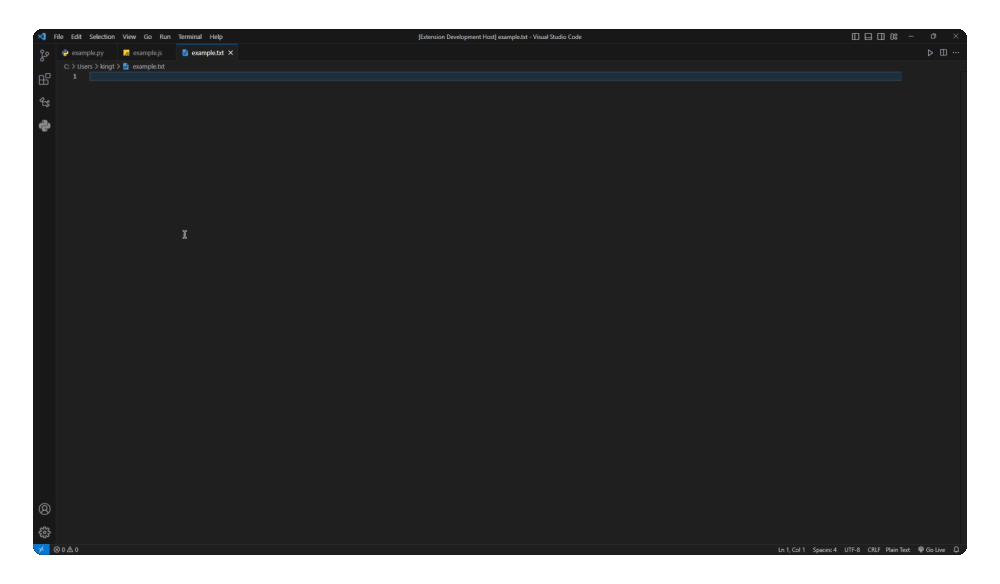 File Edit Selection View Go Run Terminal Help [Extension Development Host] example.txt - Visual Studio Code
example.py example.js example.txt
C: > Users > kingt > example.txt
1
0 0 Ln 1, Col 1 Spaces: 4 UTF-8 CRLF Plain Text Go Live